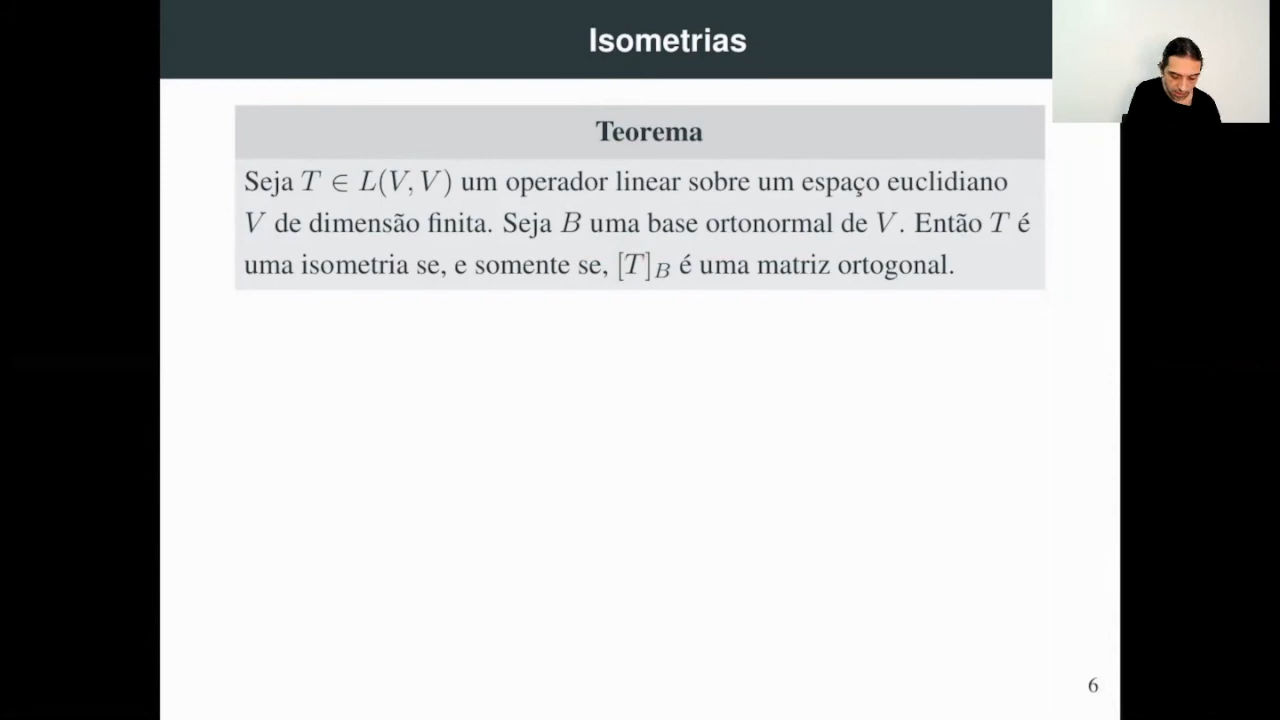 Isometrias
Teorema
Seja T ∈ L(V, V) um operador linear sobre um espaço euclidiano
V de dimensão finita. Seja B uma base ortonormal de V. Então T é
uma isometria se, e somente se, [T]_B é uma matriz ortogonal.
6